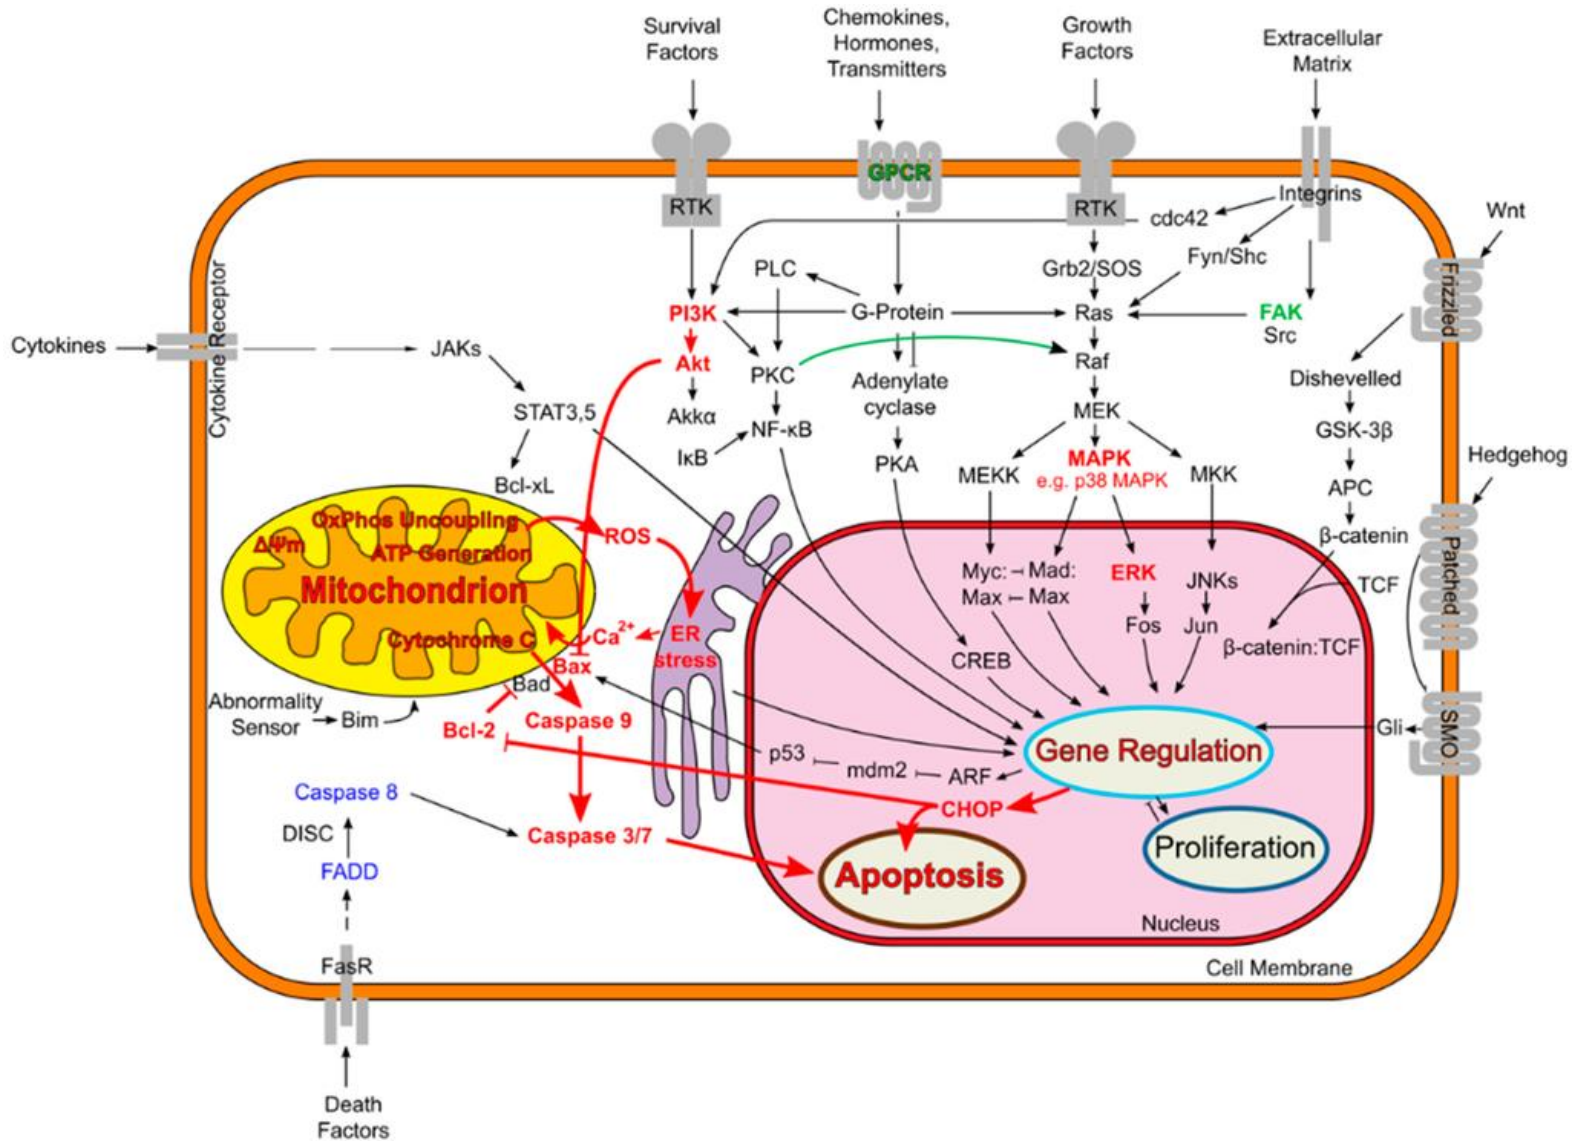 Survival
Factors
Chemokines,
Hormones,
Transmitters
Growth
Factors
Extracellular
Matrix
GPCR
RTK
RTK
Integrins
cdc42
Wnt
Fyn/Shc
Grb2/SOS
PLC
Frizzled
PI3K
G-Protein
Ras
FAK
Src
Cytokines
Cytokine Receptor
JAKs
Akt
PKC
Raf
Adenylate
cyclase
Dishevelled
STAT3,5
Akkα
MEK
NF-κB
GSK-3β
IκB
PKA
MAPK
e.g. p38 MAPK
MEKK
MKK
Hedgehog
Bcl-xL
APC
OxPhos Uncoupling
ΔΨm
ATP Generation
Mitochondrion
Cytochrome C
ROS
β-catenin
Patched
Myc:
Mad:
Max
Max
ERK
JNKs
TCF
Fos
Jun
β-catenin:TCF
Ca2+
ER
stress
Bax
Bad
CREB
Abnormality
Sensor
Bim
Bcl-2
Caspase 9
Gli
SMO
p53
mdm2
ARF
Gene Regulation
Caspase 8
CHOP
DISC
Caspase 3/7
Proliferation
FADD
Apoptosis
Nucleus
FasR
Cell Membrane
Death
Factors